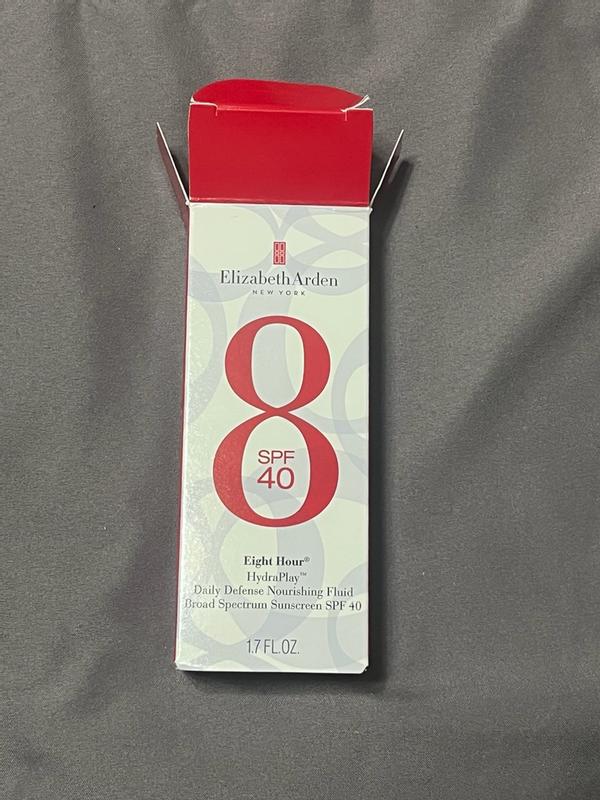 Elizabeth Arden
NEW YORK
8
SPF
40
Eight Hour®
HydraPlay™
Daily Defense Nourishing Fluid
Broad Spectrum Sunscreen SPF 40
1.7 FL.OZ.